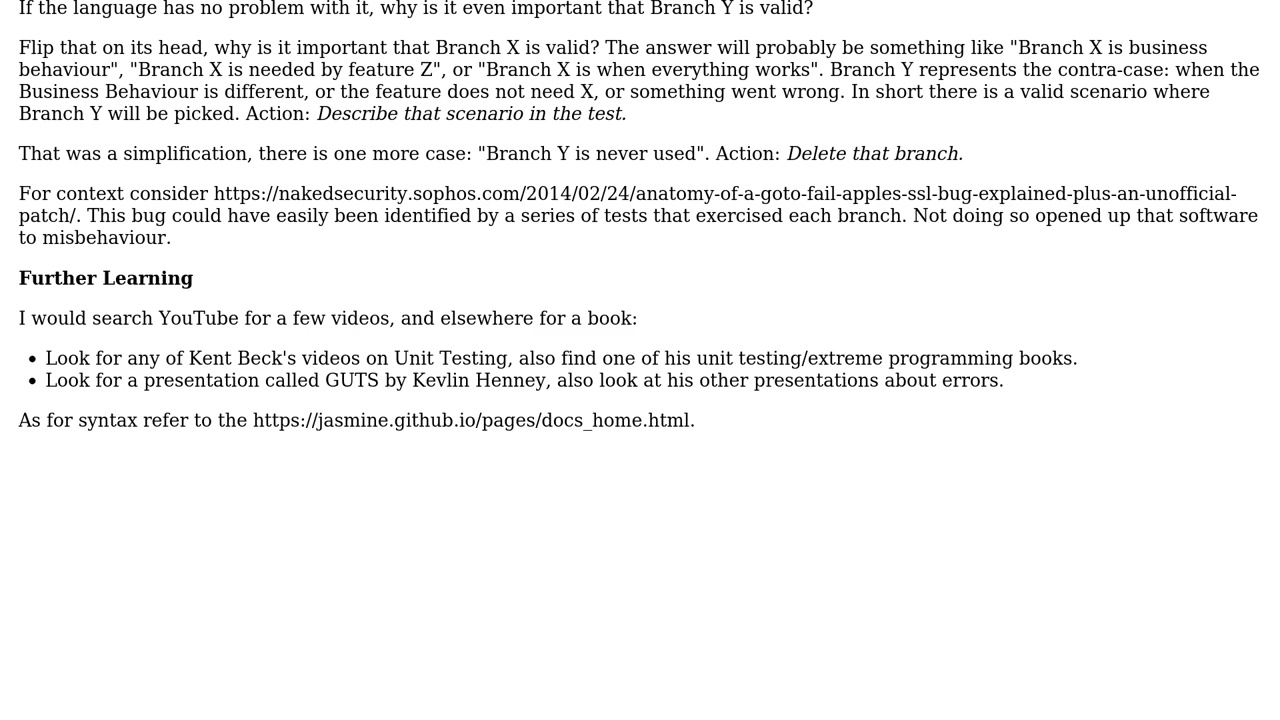 If the language has no problem with it, why is it even important that Branch Y is valid?
Flip that on its head, why is it important that Branch X is valid? The answer will probably be something like "Branch X is business
behaviour", "Branch X is needed by feature Z", or "Branch X is when everything works". Branch Y represents the contra-case: when the
Business Behaviour is different, or the feature does not need X, or something went wrong. In short there is a valid scenario where
Branch Y will be picked. Action: Describe that scenario in the test.
That was a simplification, there is one more case: "Branch Y is never used". Action: Delete that branch.
For context consider https://nakedsecurity.sophos.com/2014/02/24/anatomy-of-a-goto-fail-apples-ssl-bug-explained-plus-an-unofficial-
patch/. This bug could have easily been identified by a series of tests that exercised each branch. Not doing so opened up that software
to misbehaviour.
Further Learning
I would search YouTube for a few videos, and elsewhere for a book:
• Look for any of Kent Beck's videos on Unit Testing, also find one of his unit testing/extreme programming books.
• Look for a presentation called GUTS by Kevlin Henney, also look at his other presentations about errors.
As for syntax refer to the https://jasmine.github.io/pages/docs_home.html.